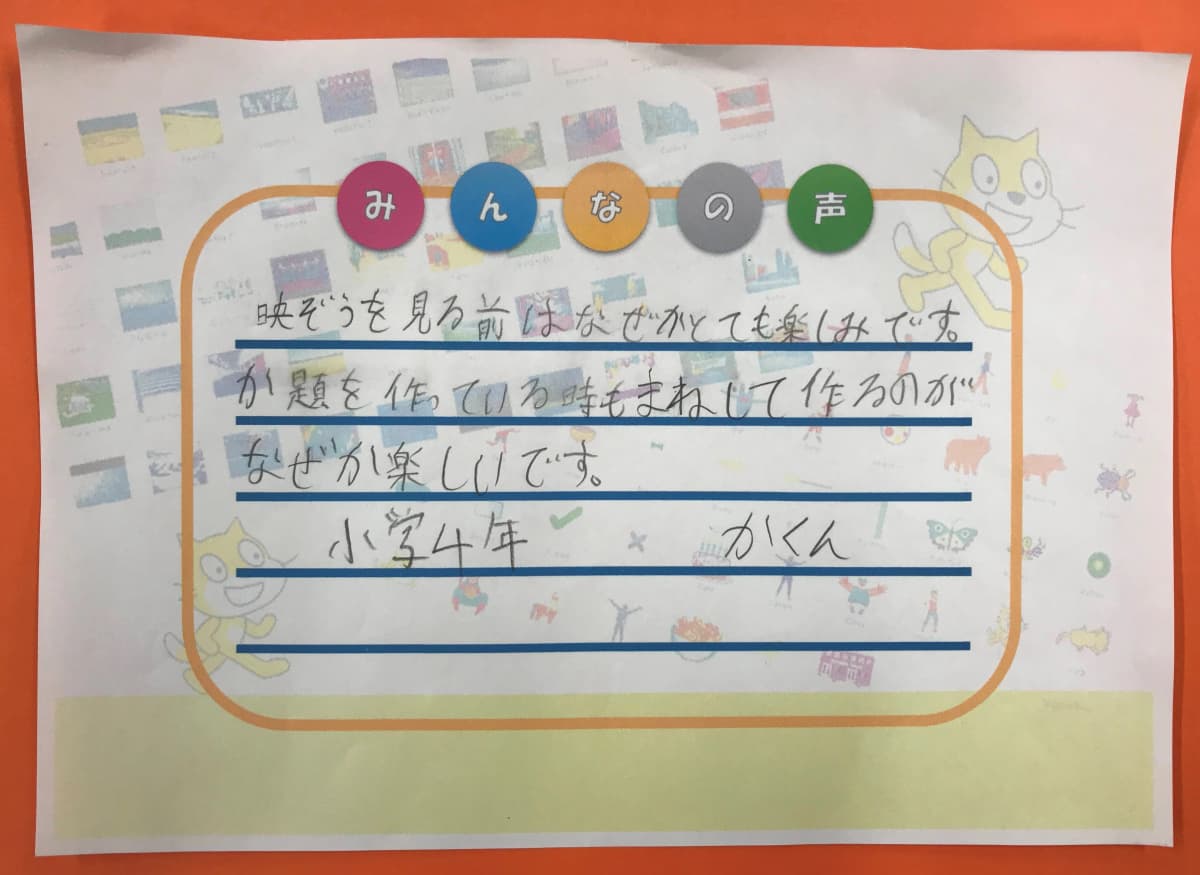 みんなの声
映ぞうを見る前はなぜかとても楽しみです。
か題を作っている時もまねして作るのが
なぜか楽しいです。
小学4年 かくん